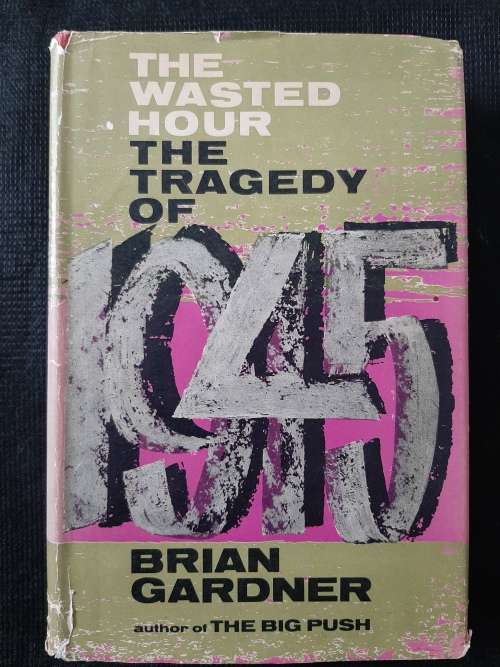 THE
WASTED
HOUR
THE
TRAGEDY
OF
1945
BRIAN
GARDNER
author of THE BIG PUSH